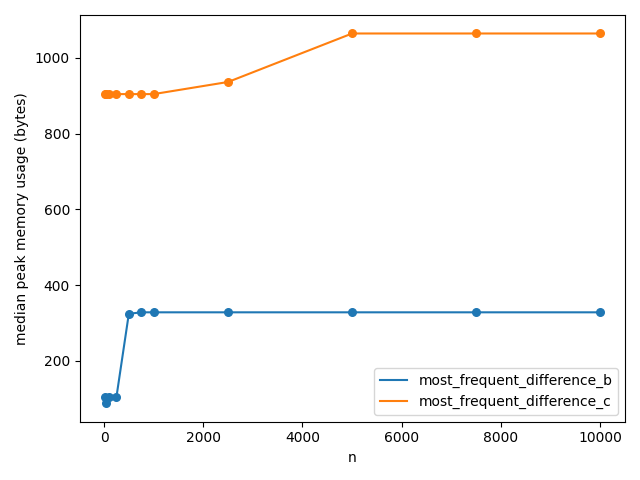 median peak memory usage (bytes)
1000
800
600
400
200
0
2000
4000
6000
8000
10000
n
most_frequent_difference_b
most_frequent_difference_c